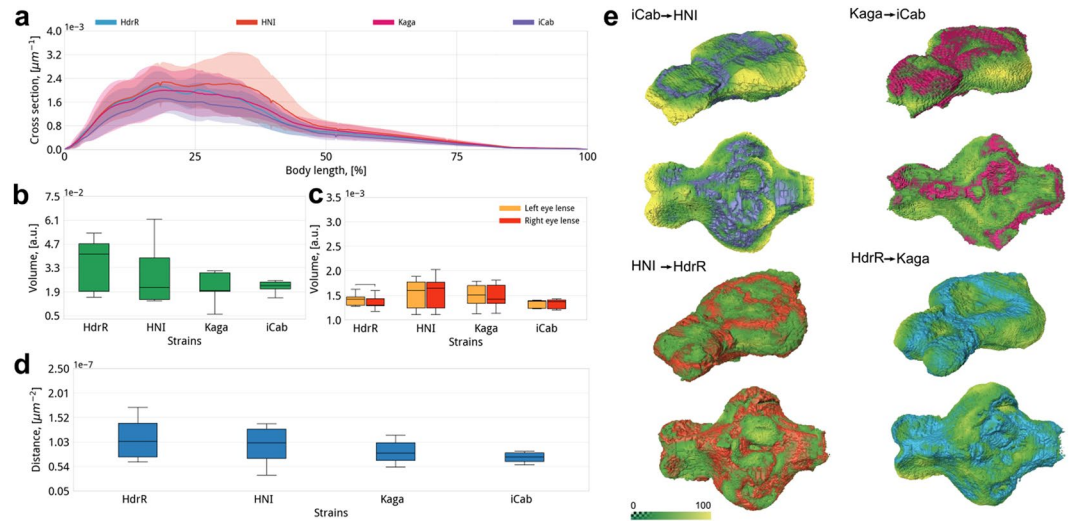 a
HdrR HNI Kaga iCab
4.0 1e-3
3.2
2.4
1.6
0.8
0.0
Cross section, [μm⁻¹]
0 25 50 75 100
Body length, [%]
b
1e-2
7.5
6.1
4.7
3.3
1.9
0.5
Volume, [a.u.]
HdrR HNI Kaga iCab
Strains
c
1e-3
3.5
3.0
2.5
2.0
1.5
1.0
Volume, [a.u.]
Left eye lense
Right eye lense
HdrR HNI Kaga iCab
Strains
d
1e-7
2.50
2.01
1.52
1.03
0.54
0.05
Distance, [μm⁻²]
HdrR HNI Kaga iCab
Strains
e
iCab→HNI
Kaga→iCab
HNI →HdrR
HdrR→Kaga
0 100